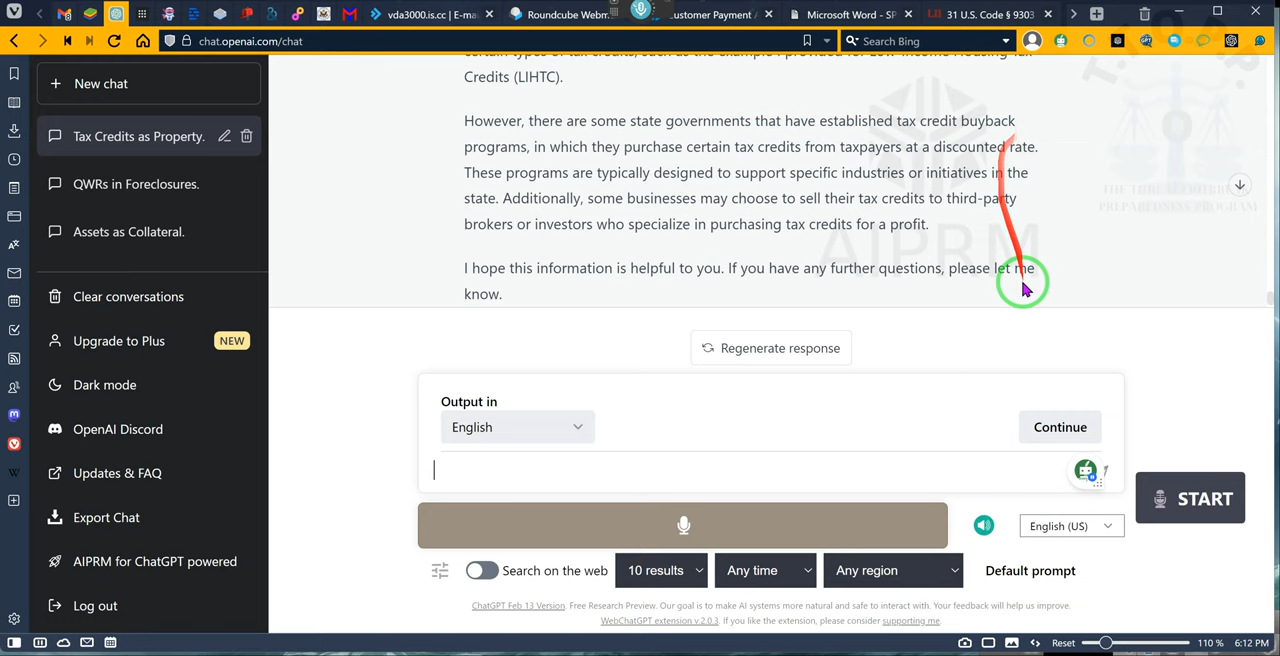 vda3000.is.cc | E-ma
Roundcube Webm
Customer Payment A
Microsoft Word - SP
31 U.S. Code § 9303
chat.openai.com/chat
Search Bing
New chat
Tax Credits as Property.
QWRs in Foreclosures.
Assets as Collateral.
Clear conversations
Upgrade to Plus
NEW
Dark mode
OpenAI Discord
Updates & FAQ
Export Chat
AIPRM for ChatGPT powered
Log out
Credits (LIHTC).
However, there are some state governments that have established tax credit buyback
programs, in which they purchase certain tax credits from taxpayers at a discounted rate.
These programs are typically designed to support specific industries or initiatives in the
state. Additionally, some businesses may choose to sell their tax credits to third-party
brokers or investors who specialize in purchasing tax credits for a profit.
I hope this information is helpful to you. If you have any further questions, please let me
know.
AIPRM
PREPAREDNESS PROGRAM
Regenerate response
Output in
English
Continue
START
English (US)
Search on the web
10 results
Any time
Any region
Default prompt
ChatGPT Feb 13 Version. Free Research Preview. Our goal is to make AI systems more natural and safe to interact with. Your feedback will help us improve.
WebChatGPT extension v.2.0.3. If you like the extension, please consider supporting me.
Reset
110 %
6:12 PM